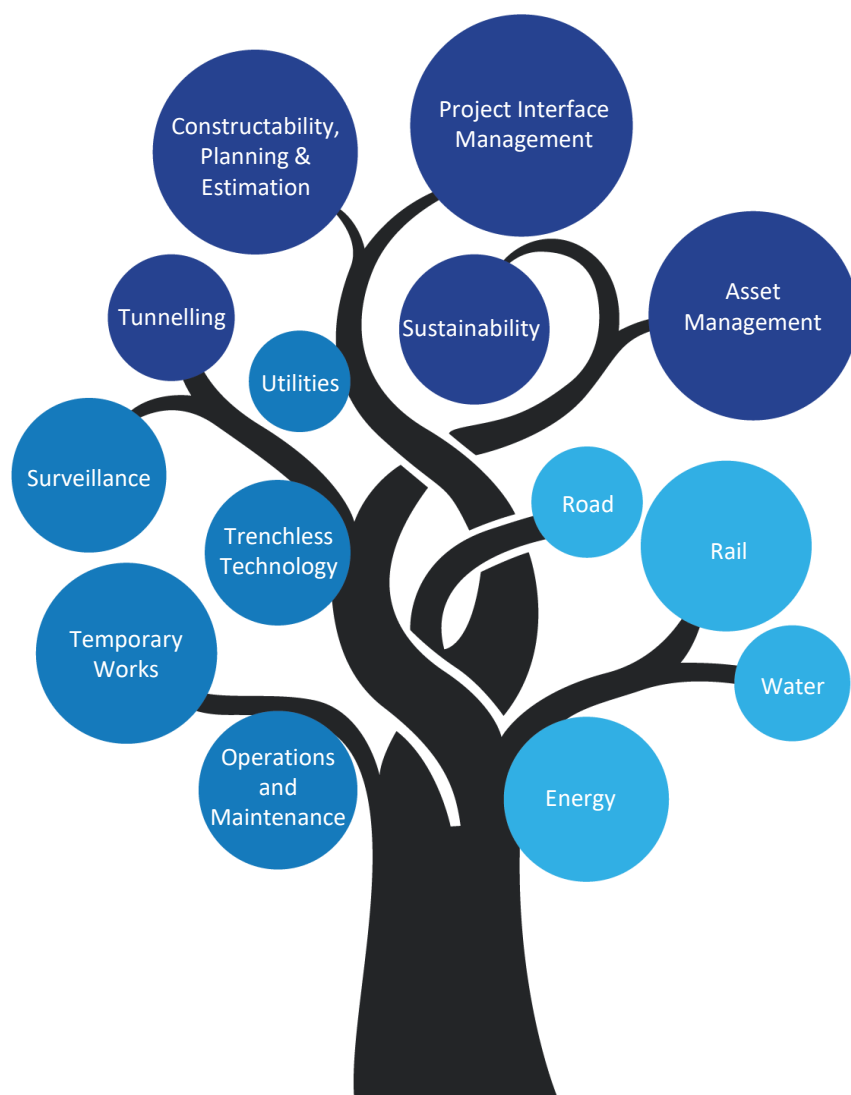 Constructability,
Planning &
Estimation
Project Interface
Management
Tunnelling
Sustainability
Asset
Management
Utilities
Surveillance
Trenchless
Technology
Road
Rail
Temporary
Works
Water
Operations
and
Maintenance
Energy